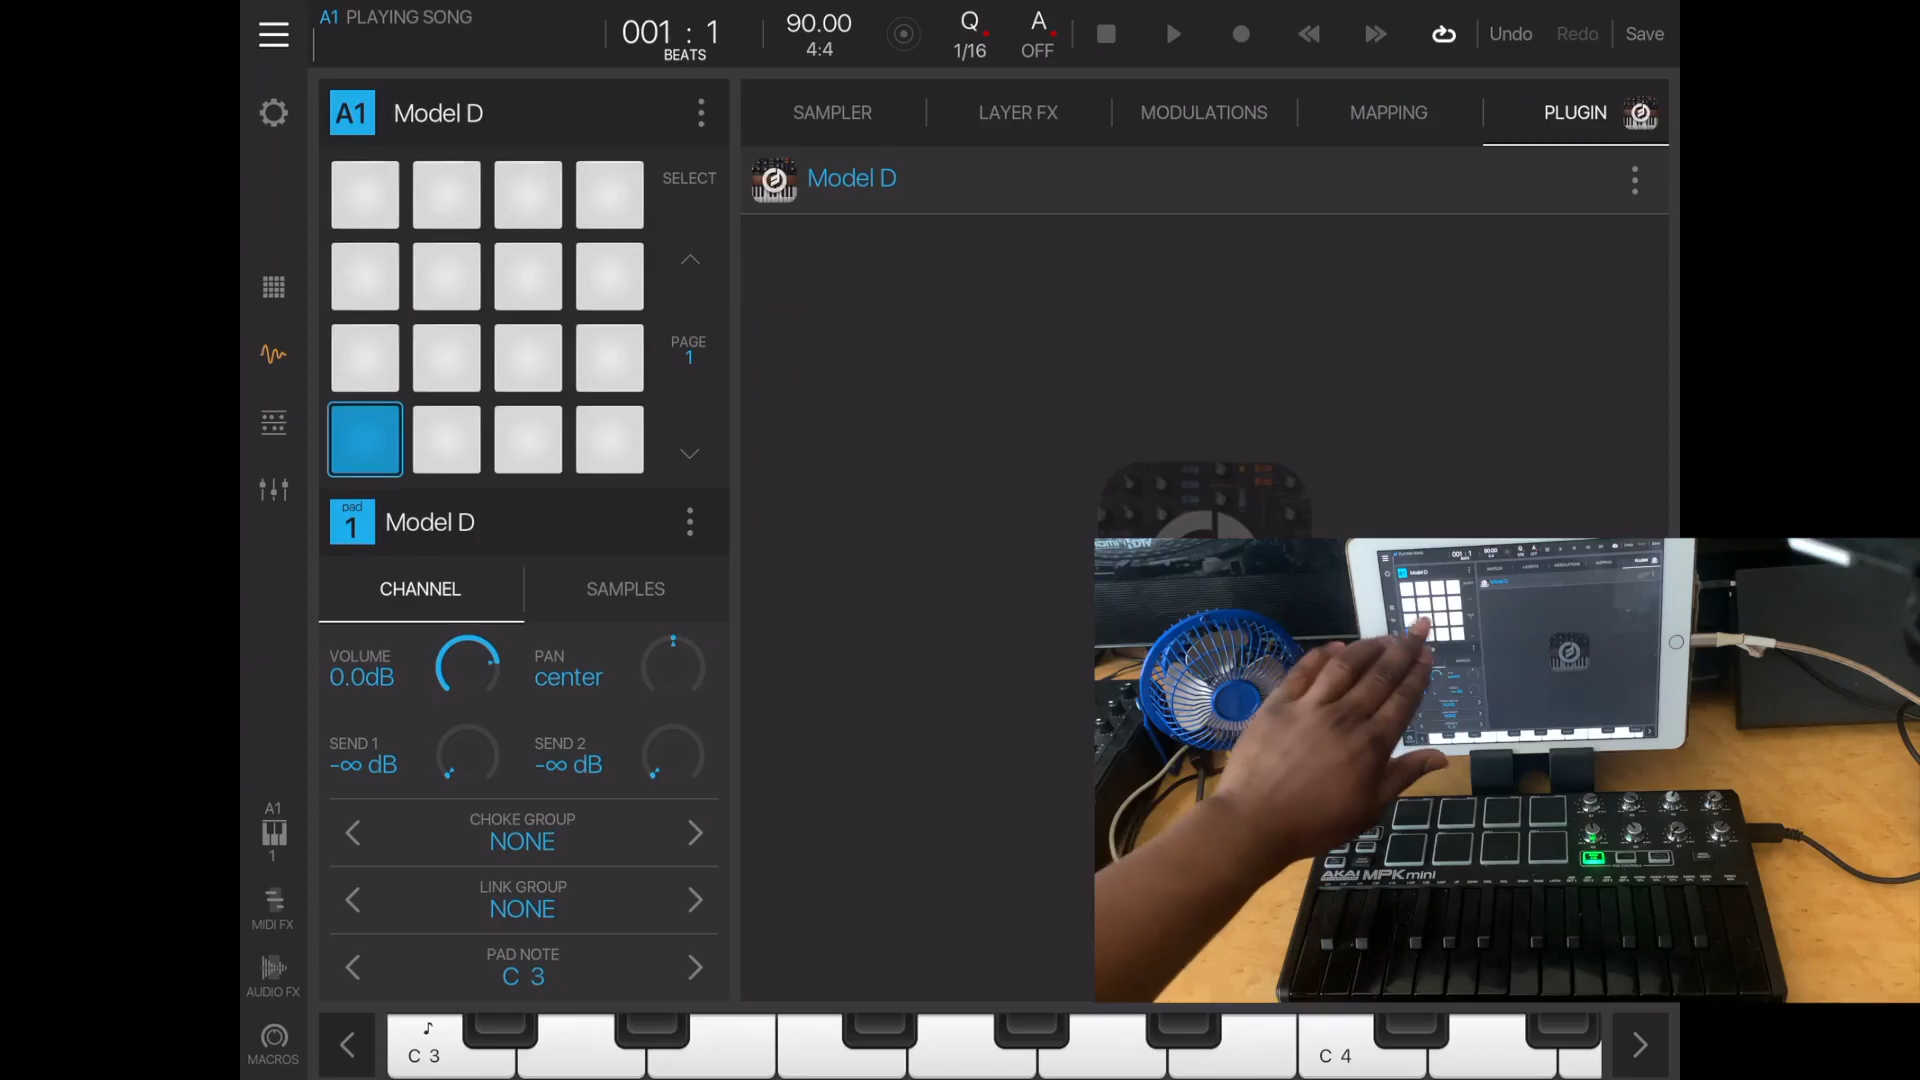 A1 PLAYING SONG
001 : 1
BEATS
90.00
4:4
Q
1/16
A
OFF
Undo
Redo
Save
A1
Model D
SELECT
PAGE
1
pad
1
Model D
CHANNEL
SAMPLES
VOLUME
0.0dB
PAN
center
SEND 1
-∞ dB
SEND 2
-∞ dB
CHOKE GROUP
NONE
LINK GROUP
NONE
PAD NOTE
C 3
SAMPLER
LAYER FX
MODULATIONS
MAPPING
PLUGIN
Model D
A1
1
MIDI FX
AUDIO FX
MACROS
C 3
C 4
AKAI MPKmini